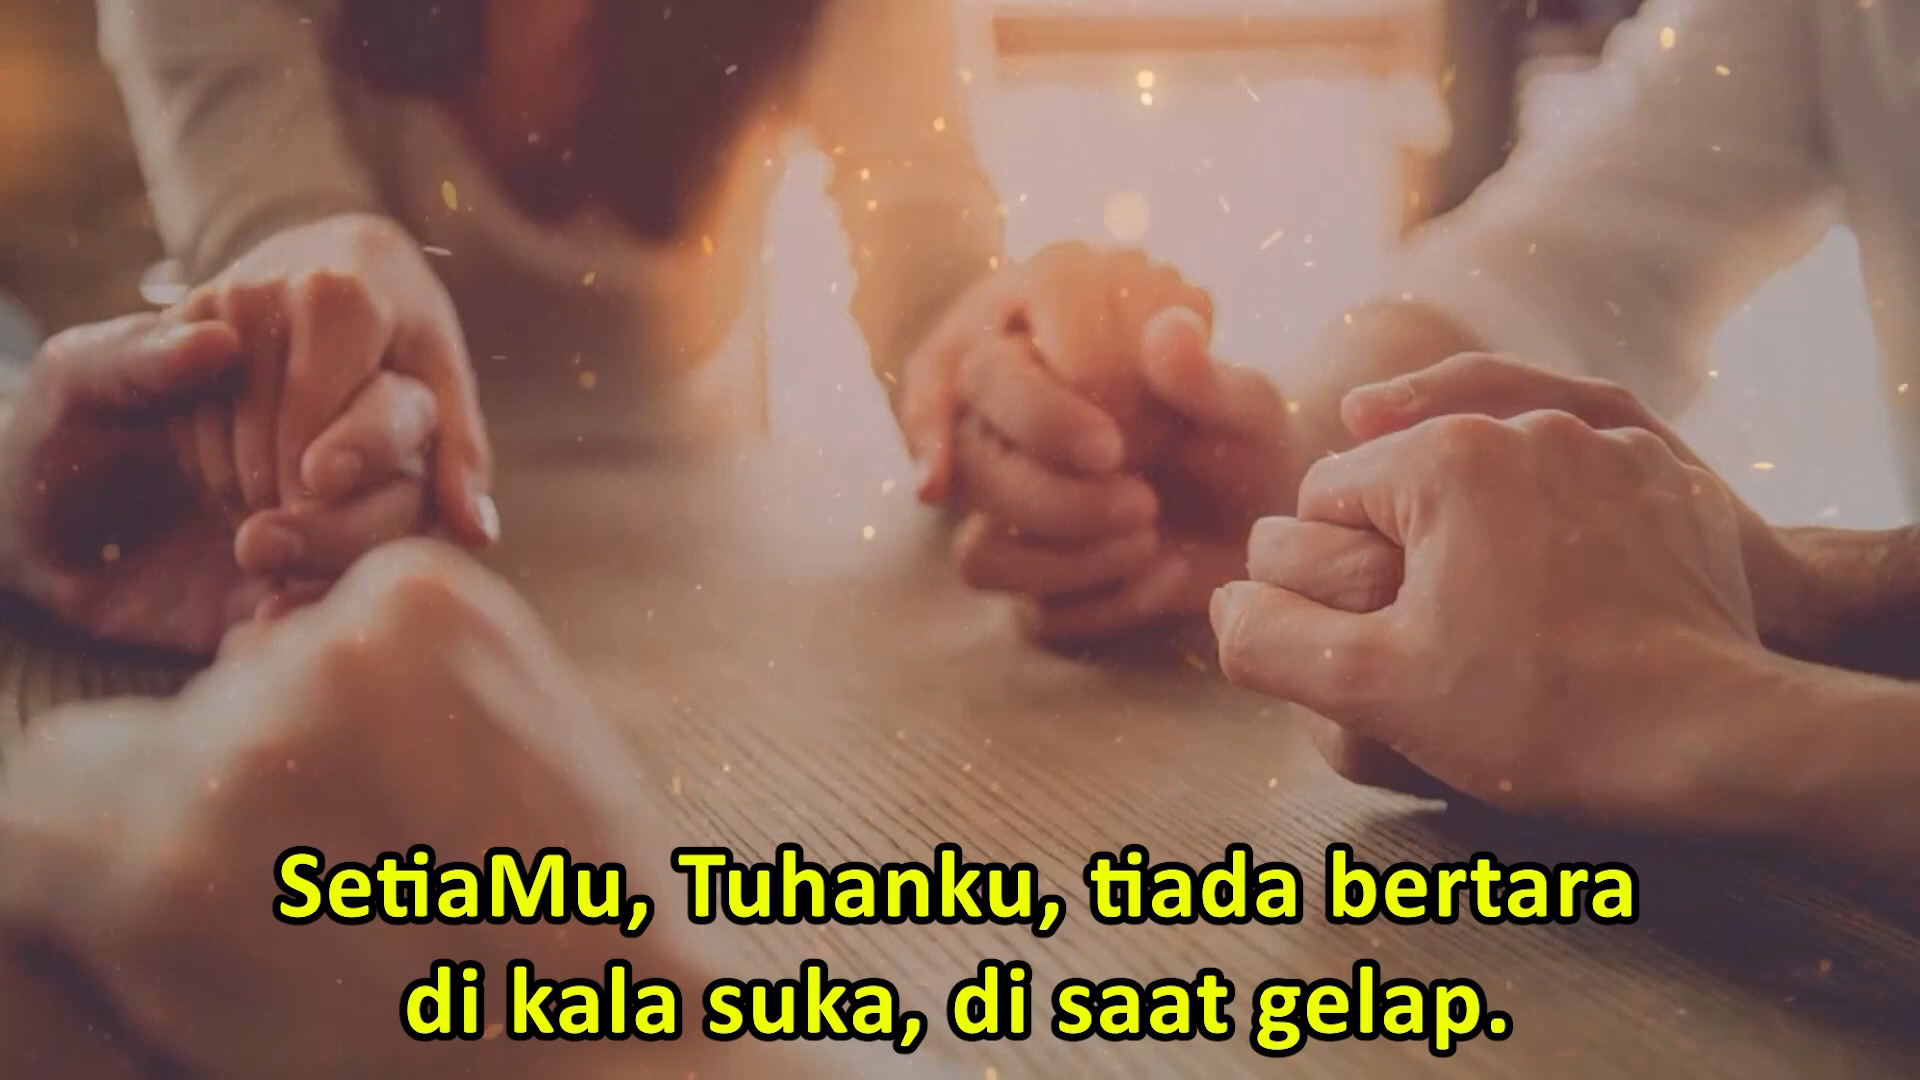 SetiaMu, Tuhanku, tiada bertara
di kala suka, di saat gelap.